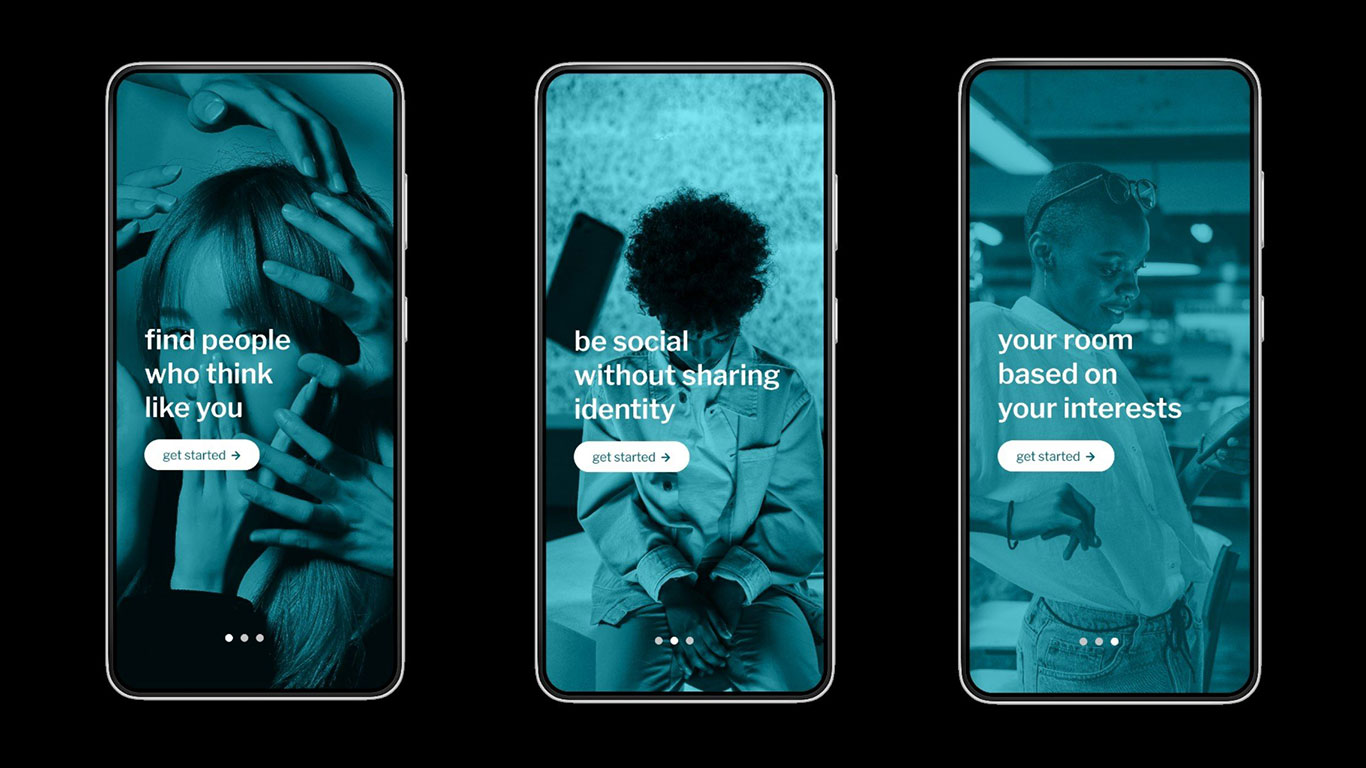 find people
who think
like you
get started →
be social
without sharing
identity
get started →
your room
based on
your interests
get started →